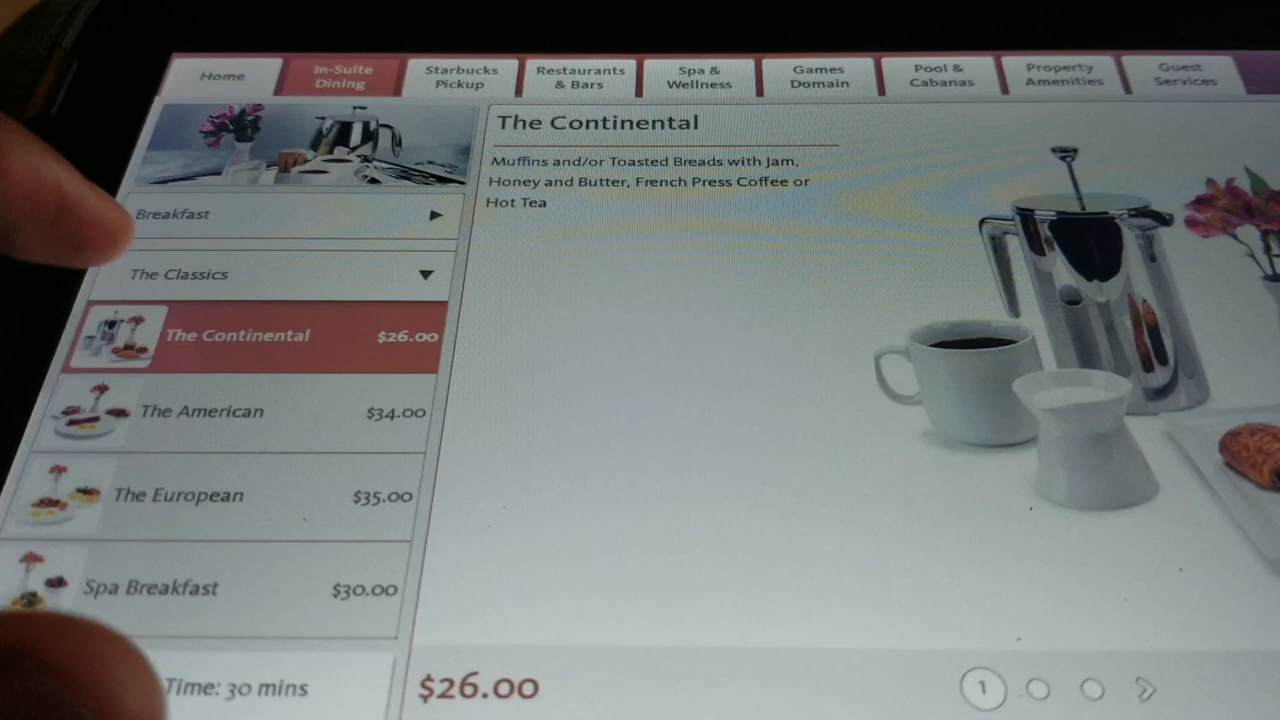 Home
In-Suite
Dining
Starbucks
Pickup
Restaurants
& Bars
Spa &
Wellness
Games
Domain
Pool &
Cabanas
Property
Amenities
Guest
Services
The Continental
Muffins and/or Toasted Breads with Jam,
Honey and Butter, French Press Coffee or
Hot Tea
Breakfast
The Classics
The Continental $26.00
The American $34.00
The European $35.00
Spa Breakfast $30.00
Time: 30 mins
$26.00
1